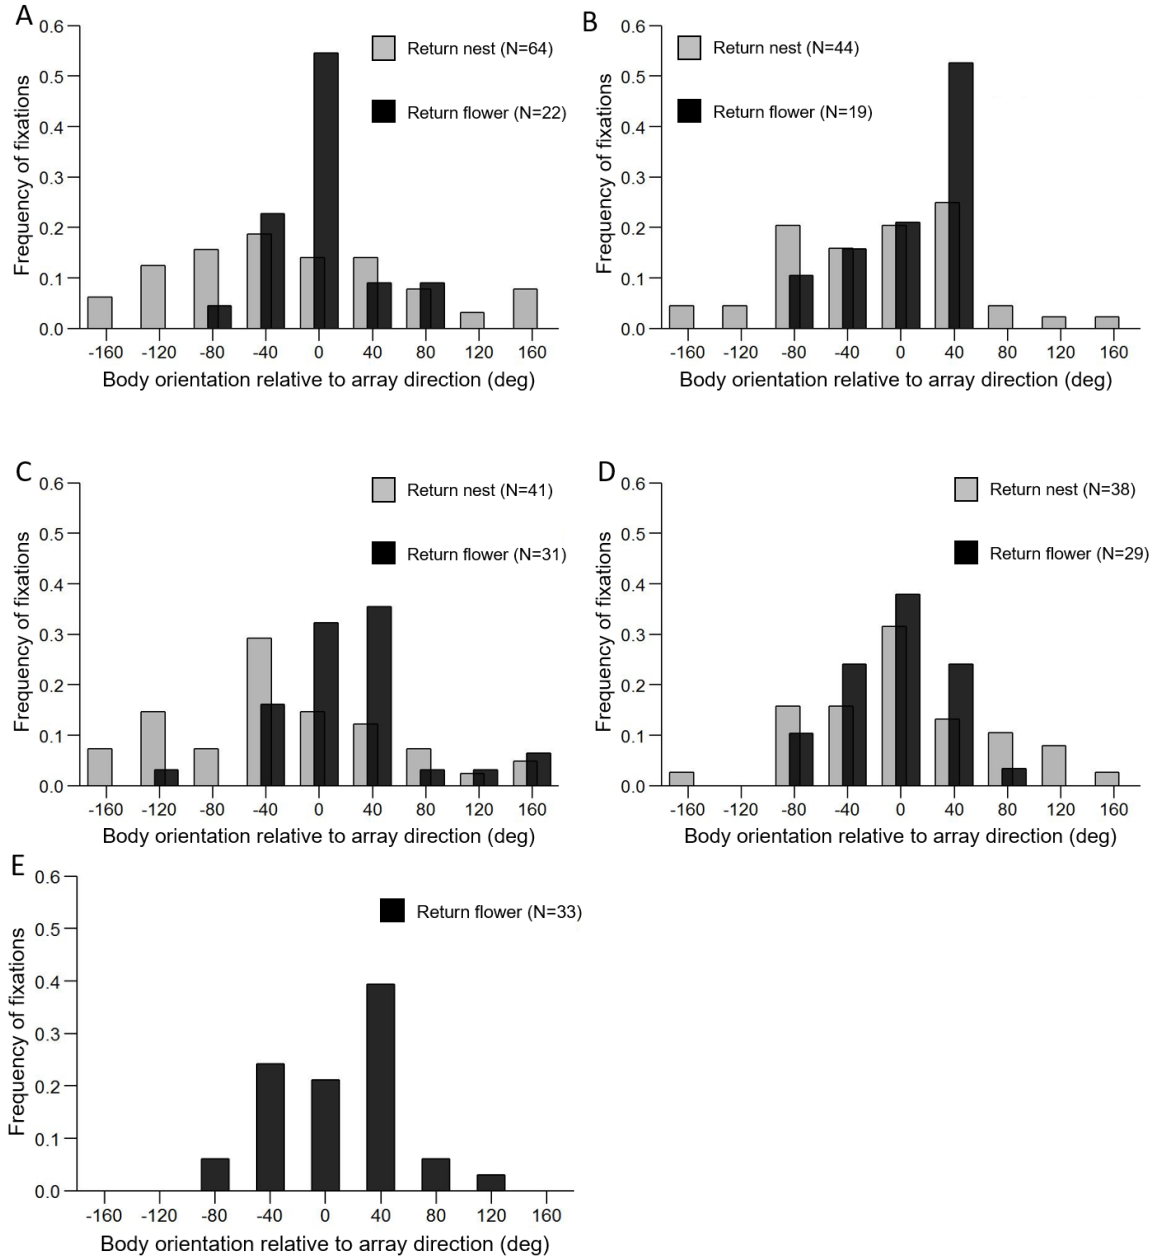 A
0.6
0.5
0.4
0.3
0.2
0.1
0.0
Frequency of fixations
Return nest (N=64)
Return flower (N=22)
-160 -120 -80 -40 0 40 80 120 160
Body orientation relative to array direction (deg)
B
0.6
0.5
0.4
0.3
0.2
0.1
0.0
Frequency of fixations
Return nest (N=44)
Return flower (N=19)
-160 -120 -80 -40 0 40 80 120 160
Body orientation relative to array direction (deg)
C
0.6
0.5
0.4
0.3
0.2
0.1
0.0
Frequency of fixations
Return nest (N=41)
Return flower (N=31)
-160 -120 -80 -40 0 40 80 120 160
Body orientation relative to array direction (deg)
D
0.6
0.5
0.4
0.3
0.2
0.1
0.0
Frequency of fixations
Return nest (N=38)
Return flower (N=29)
-160 -120 -80 -40 0 40 80 120 160
Body orientation relative to array direction (deg)
E
0.6
0.5
0.4
0.3
0.2
0.1
0.0
Frequency of fixations
Return flower (N=33)
-160 -120 -80 -40 0 40 80 120 160
Body orientation relative to array direction (deg)